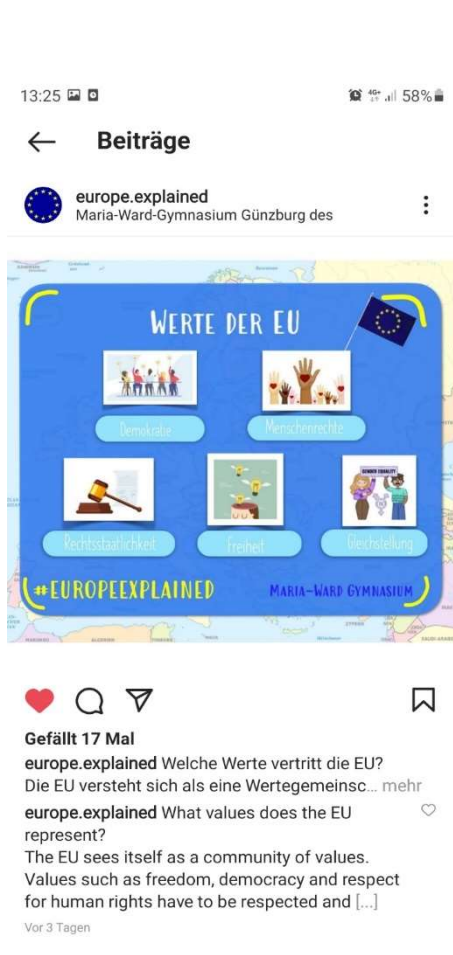 13:25
4G+ 58%
Beiträge
europe.explained
Maria-Ward-Gymnasium Günzburg des
WERTE DER EU
Demokratie
Menschenrechte
GENDER EQUALITY
Rechtsstaatlichkeit
Freiheit
Gleichstellung
#EUROPEEXPLAINED
MARIA-WARD GYMNASIUM
Gefällt 17 Mal
europe.explained Welche Werte vertritt die EU?
Die EU versteht sich als eine Wertegemeinsc... mehr
europe.explained What values does the EU
represent?
The EU sees itself as a community of values.
Values such as freedom, democracy and respect
for human rights have to be respected and [...]
Vor 3 Tagen